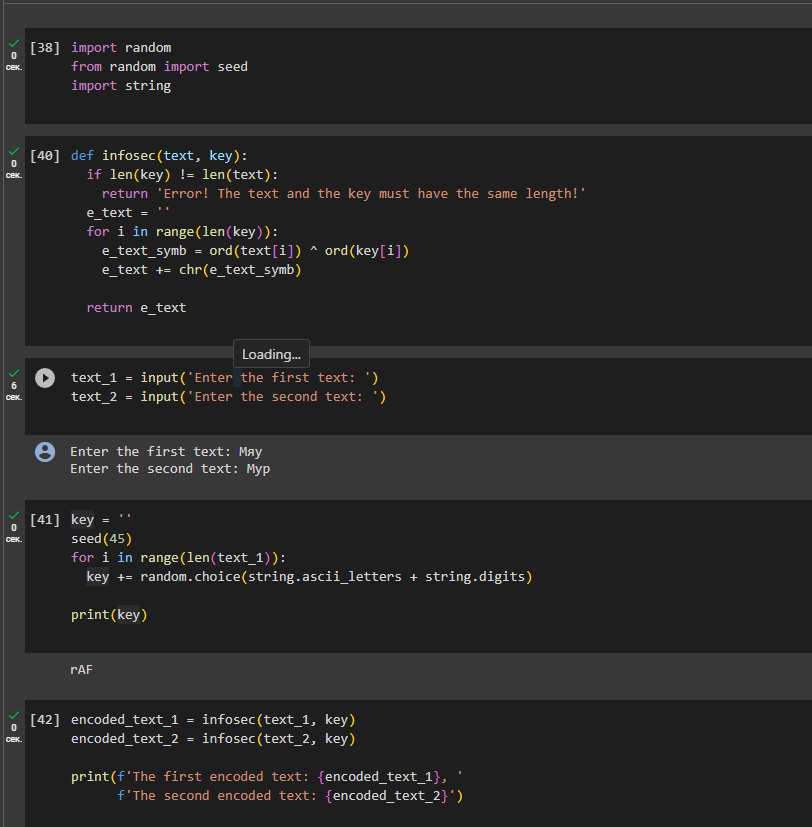 [38] import random
0 from random import seed
сек. import string
[40] def infosec(text, key):
0 if len(key) != len(text):
сек. return 'Error! The text and the key must have the same length!'
e_text = ''
for i in range(len(key)):
e_text_symb = ord(text[i]) ^ ord(key[i])
e_text += chr(e_text_symb)
return e_text
Loading...
text_1 = input('Enter the first text: ')
6 text_2 = input('Enter the second text: ')
сек.
Enter the first text: Мяу
Enter the second text: Мур
[41] key = ''
0 seed(45)
сек. for i in range(len(text_1)):
key += random.choice(string.ascii_letters + string.digits)
print(key)
rAF
[42] encoded_text_1 = infosec(text_1, key)
0 encoded_text_2 = infosec(text_2, key)
сек.
print(f'The first encoded text: {encoded_text_1}, '
f'The second encoded text: {encoded_text_2}')